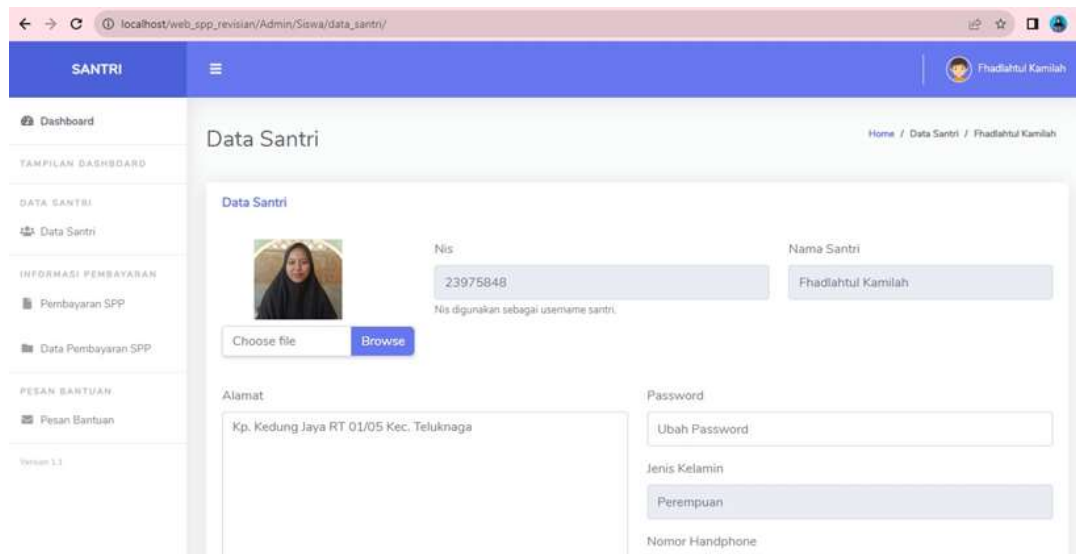 localhost/web_spp_revisian/Admin/Siswa/data_santri/
SANTRI
Fhadlahtul Kamilah
Dashboard
TAMPILAN DASHBOARD
DATA SANTRI
Data Santri
INFORMASI PEMBAYARAN
Pembayaran SPP
Data Pembayaran SPP
PESAN BANTUAN
Pesan Bantuan
Version 1.1
Data Santri
Home / Data Santri / Fhadlahtul Kamilah
Data Santri
Choose file Browse
Nis
23975848
Nis digunakan sebagai username santri.
Nama Santri
Fhadlahtul Kamilah
Alamat
Kp. Kedung Jaya RT 01/05 Kec. Teluknaga
Password
Ubah Password
Jenis Kelamin
Perempuan
Nomor Handphone